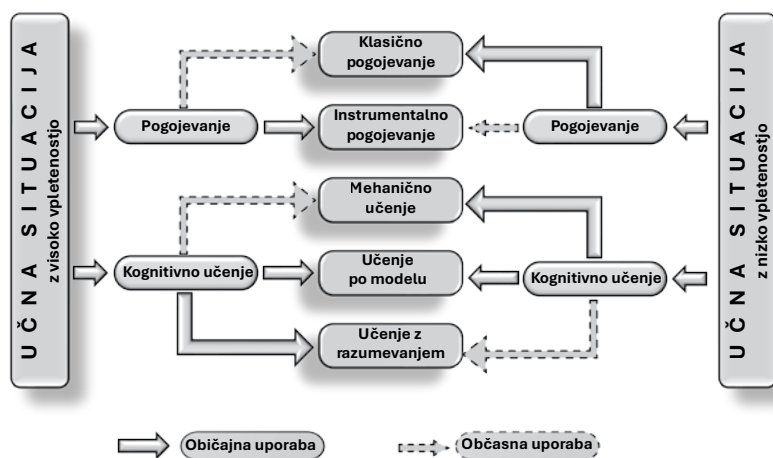 UČNA SITUACIJA
z visoko vpletenostjo
Klasično
pogojevanje
Pogojevanje
Instrumentalno
pogojevanje
Pogojevanje
Mehanično
učenje
Kognitivno učenje
Učenje
po modelu
Kognitivno učenje
Učenje z
razumevanjem
UČNA SITUACIJA
z nizko vpletenostjo
Običajna uporaba
Občasna uporaba